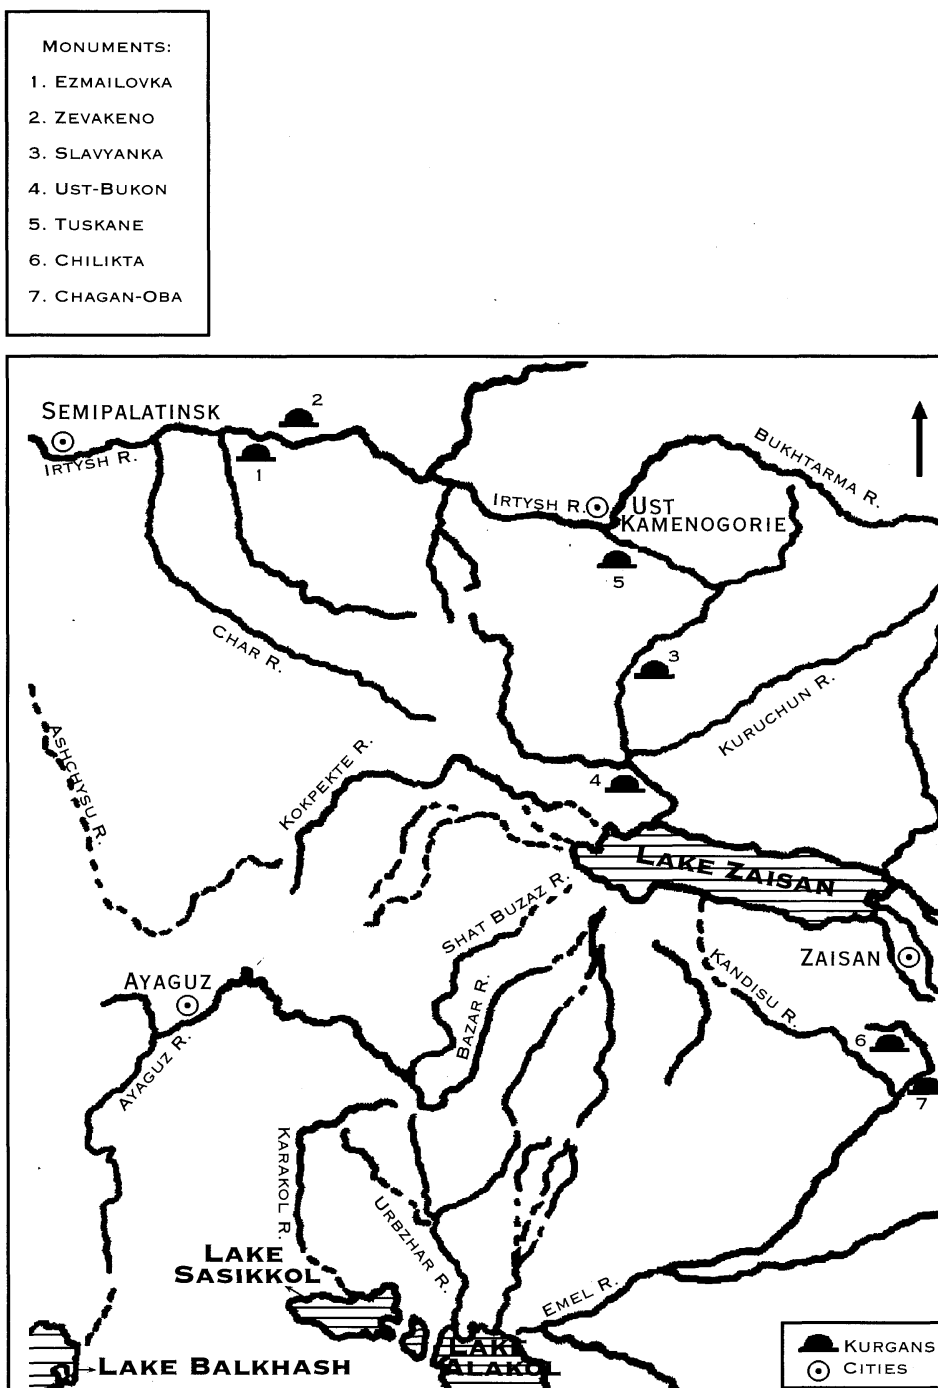 MONUMENTS:
1. EZMAILOVKA
2. ZEVAKENO
3. SLAVYANKA
4. UST-BUKON
5. TUSKANE
6. CHILIKTA
7. CHAGAN-OBA
SEMIPALATINSK
2
IRTYSH R.
1
BUKHTARMA R.
IRTYSH R.
UST
KAMENOGORIE
5
CHAR R.
3
KURUCHUN R.
ASHCHYSU R.
KOKPEKTE R.
4
LAKE ZAISAN
SHAT BUZAZ R.
ZAISAN
KANDISU R.
AYAGUZ
BAZAR R.
6
AYAGUZ R.
7
KARAKOL R.
URBZHAR R.
LAKE
SASIKKOL
EMEL R.
LAKE
ALAKOL
LAKE BALKHASH
KURGANS
CITIES